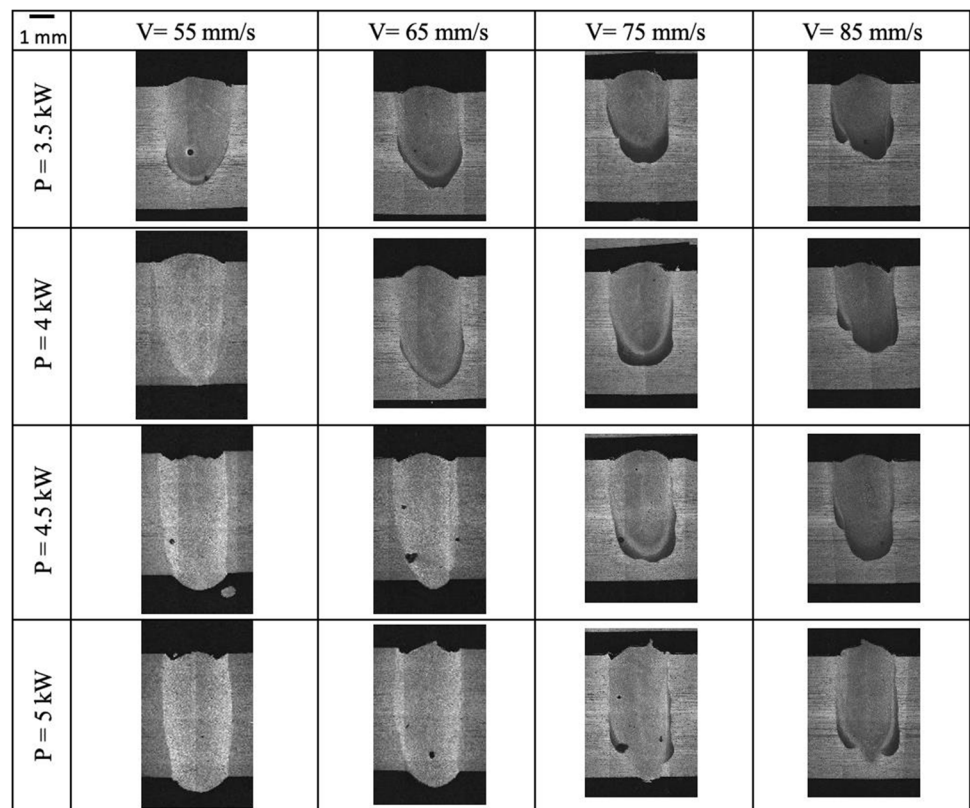 1 mm
V= 55 mm/s
V= 65 mm/s
V= 75 mm/s
V= 85 mm/s
P = 3.5 kW
P = 4 kW
P = 4.5 kW
P = 5 kW